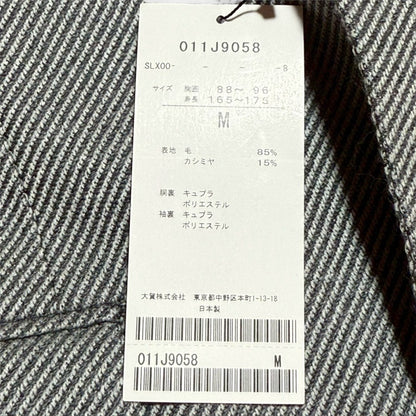 011J9058
SLX00- - - -8
サイズ 胸囲 88～ 96
身長 165～175
M
表地 毛 85%
カシミヤ 15%
胴裏 キュプラ
ポリエステル
袖裏 キュプラ
ポリエステル
大賀株式会社 東京都中野区本町1-13-18
日本製
011J9058 M